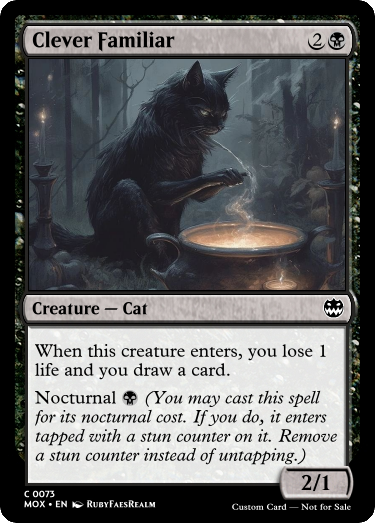 Clever Familiar 2
Creature — Cat
When this creature enters, you lose 1
life and you draw a card.
Nocturnal (You may cast this spell
for its nocturnal cost. If you do, it enters
tapped with a stun counter on it. Remove
a stun counter instead of untapping.)
2/1
C 0073
MOX • EN RubyFaesRealm
Custom Card — Not for Sale